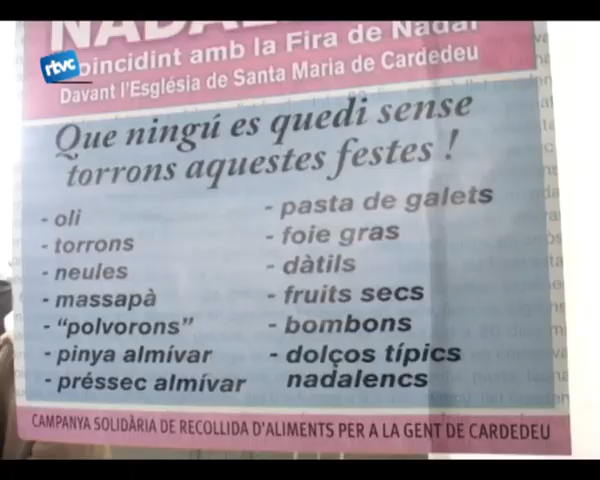 NADAL
rtvc
coincidint amb la Fira de Nadal
Davant l'Església de Santa Maria de Cardedeu
Que ningú es quedi sense
torrons aquestes festes !
- oli
- torrons
- neules
- massapà
- “polvorons”
- pinya almívar
- préssec almívar
- pasta de galets
- foie gras
- dàtils
- fruits secs
- bombons
- dolços típics
nadalencs
CAMPANYA SOLIDÀRIA DE RECOLLIDA D'ALIMENTS PER A LA GENT DE CARDEDEU